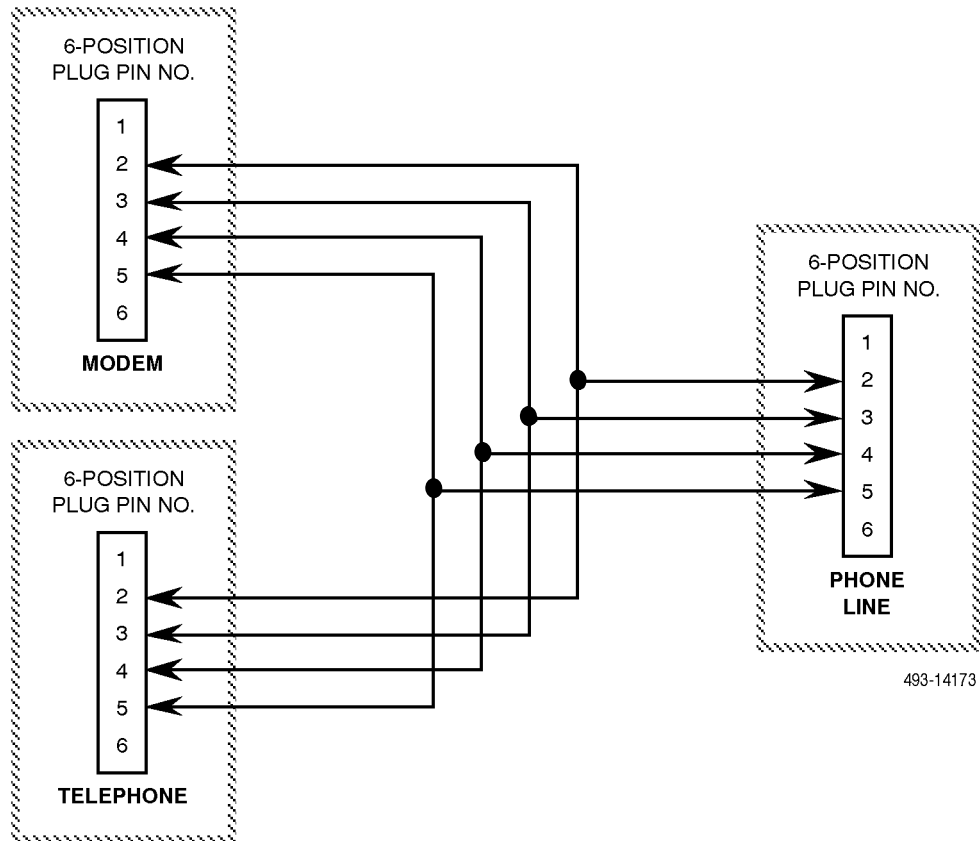 6-POSITION
PLUG PIN NO.
1
2
3
4
5
6
MODEM
6-POSITION
PLUG PIN NO.
1
2
3
4
5
6
TELEPHONE
6-POSITION
PLUG PIN NO.
1
2
3
4
5
6
PHONE
LINE
493-14173